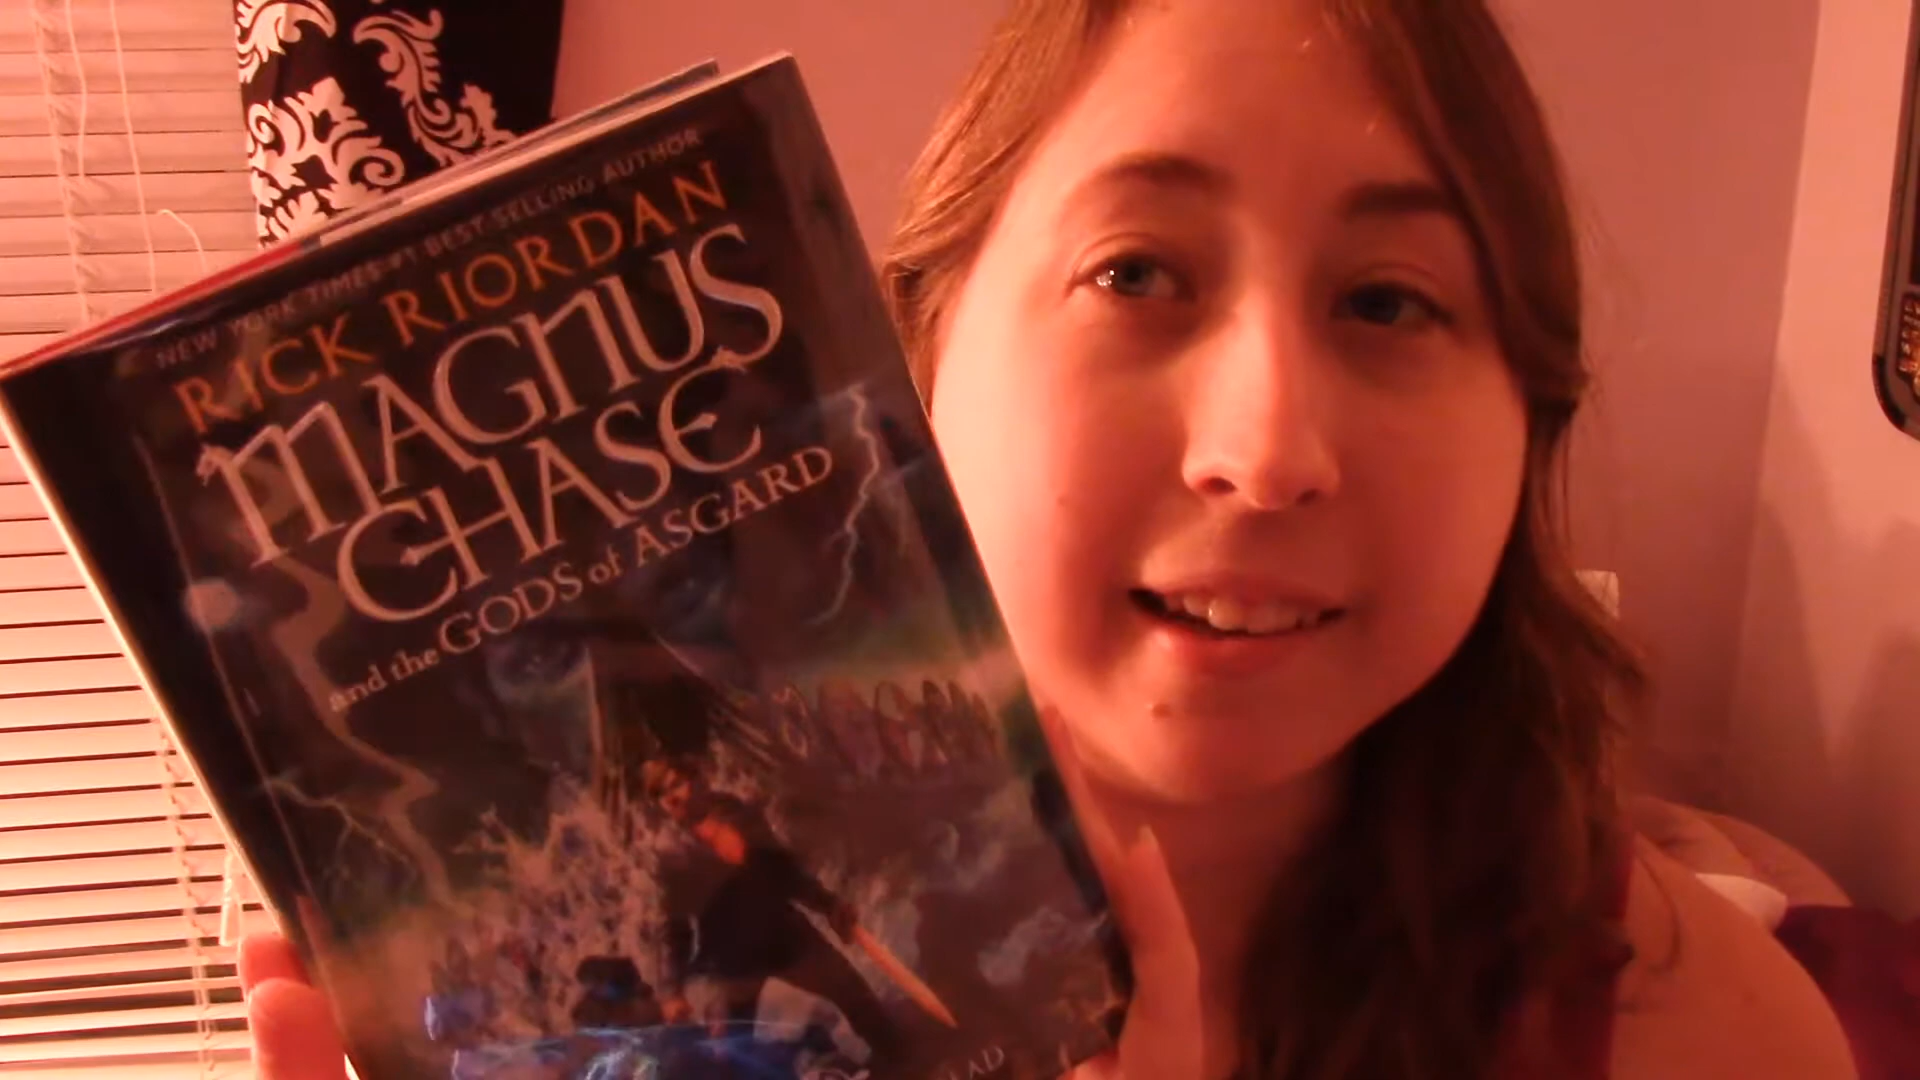 NEW YORK TIMES #1 BEST-SELLING AUTHOR
RICK RIORDAN
MAGNUS
CHASE
and the GODS of ASGARD